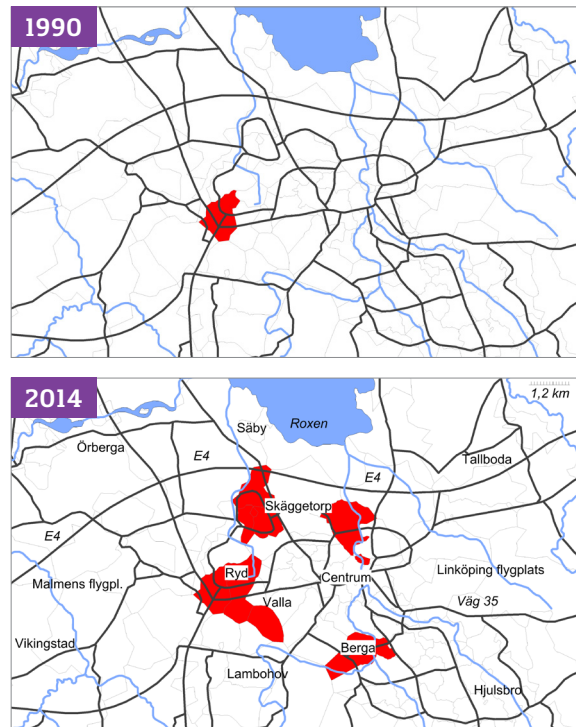 1990
2014
1,2 km
Säby
Roxen
Örberga
E4
E4
Tallboda
Skäggetorp
E4
Ryd
Centrum
Linköping flygplats
Malmens flygpl.
Valla
Väg 35
Vikingstad
Berga
Lambohov
Hjulsbro